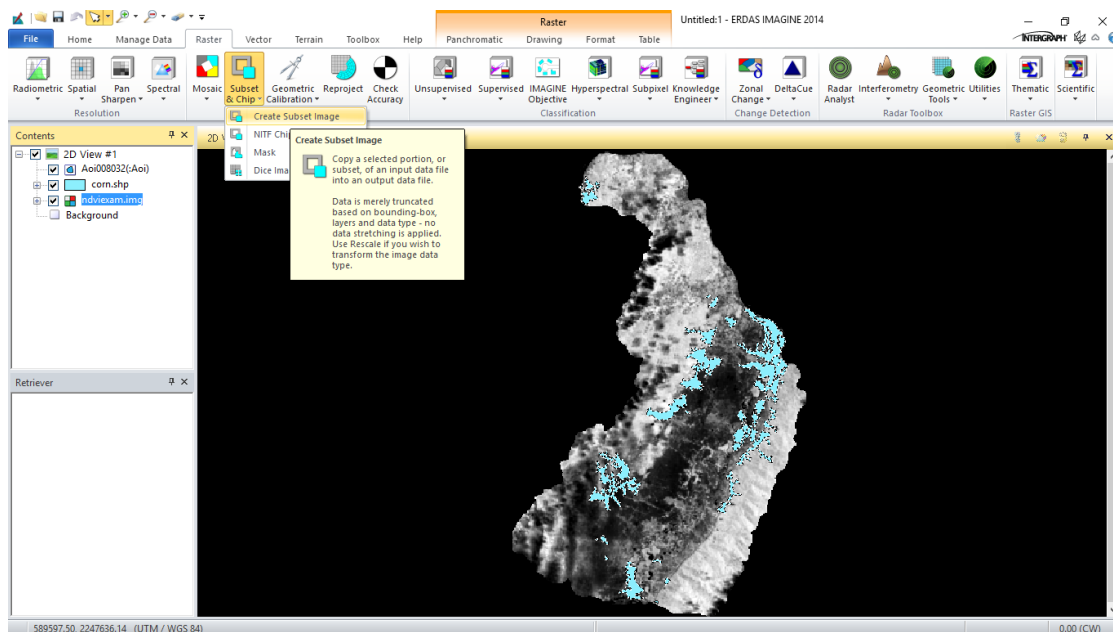 Raster
Untitled:1 - ERDAS IMAGINE 2014
File Home Manage Data Raster Vector Terrain Toolbox Help Panchromatic Drawing Format Table
INTERGRAPH
Radiometric Spatial Pan Sharpen Spectral Mosaic Subset & Chip Geometric Calibration Reproject Check Accuracy Unsupervised Supervised IMAGINE Objective Hyperspectral Subpixel Knowledge Engineer Zonal Change DeltaCue Radar Analyst Interferometry Geometric Tools Utilities Thematic Scientific
Resolution Classification Change Detection Radar Toolbox Raster GIS
Create Subset Image
NITF Chi
Mask
Dice Ima
Create Subset Image
Copy a selected portion, or
subset, of an input data file
into an output data file.
Data is merely truncated
based on bounding-box,
layers and data type - no
data stretching is applied.
Use Rescale if you wish to
transform the image data
type.
Contents
2D View #1
Aoi008032(:Aoi)
corn.shp
ndviexam.img
Background
2D V
Retriever
589597.50, 2247636.14 (UTM / WGS 84) 0.00 (CW)